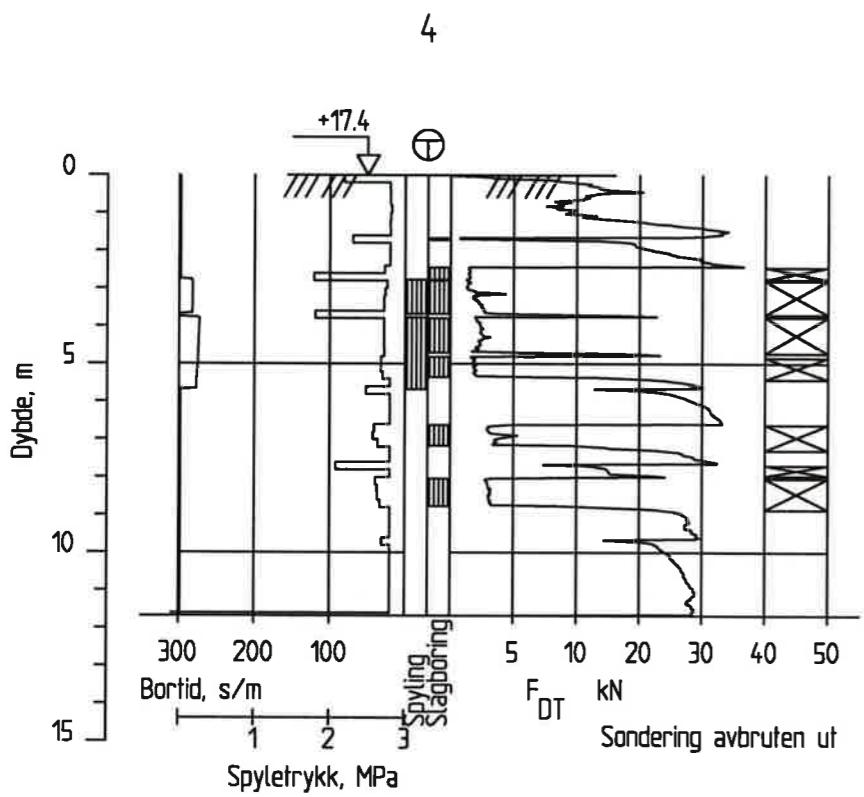 4
+17.4
0
5
10
15
Dybde, m
300 200 100
Bortid, s/m
1 2 3
Spyletrykk, MPa
Spyling
Slagboring
5 10 20 30 40 50
FDT kN
Sondering avbruten ut